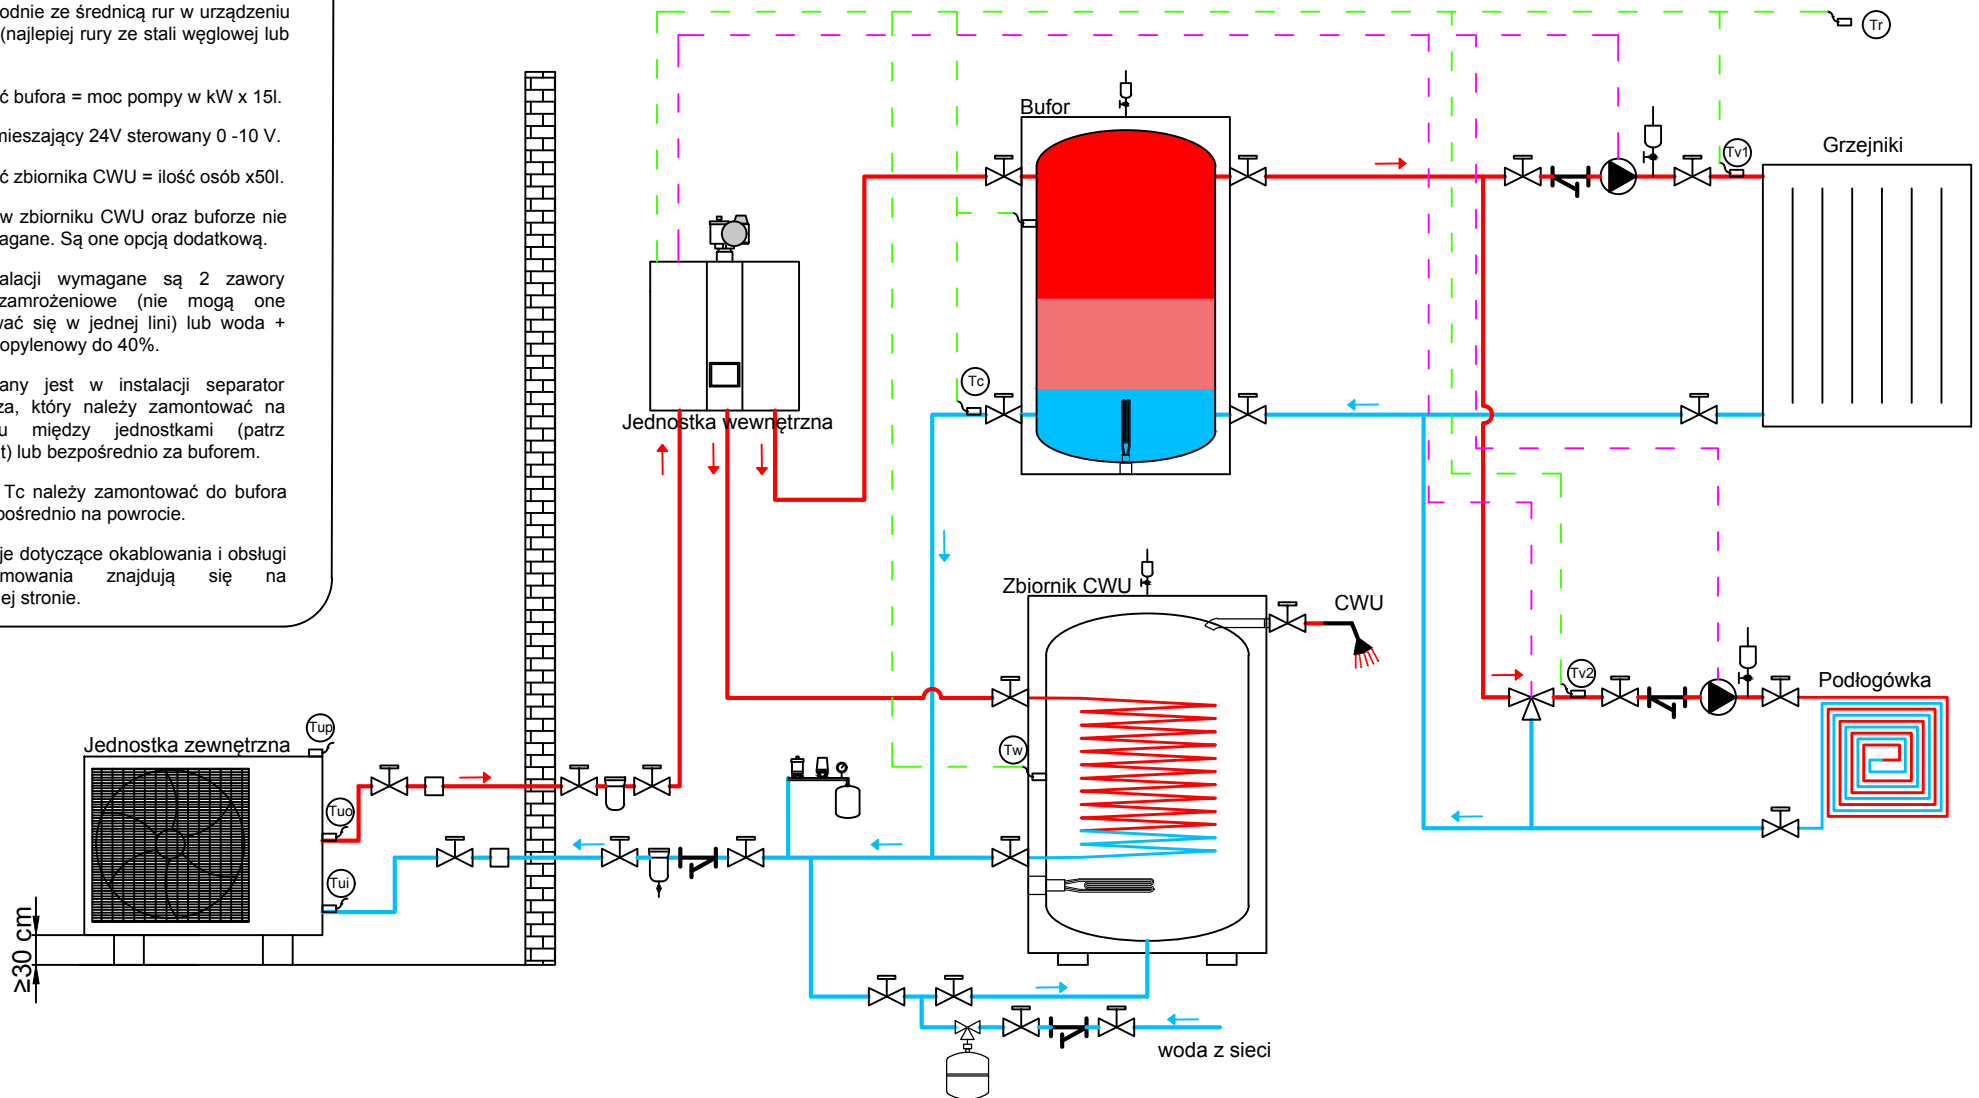 odnie ze średnicą rur w urządzeniu
(najlepiej rury ze stali węglowej lub
ć bufora = moc pompy w kW x 15l.
mieszający 24V sterowany 0 -10 V.
ć zbiornika CWU = ilość osób x50l.
w zbiorniku CWU oraz buforze nie
agane. Są one opcją dodatkową.
alacji wymagane są 2 zawory
zamrożeniowe (nie mogą one
wać się w jednej lini) lub woda +
opylenowy do 40%.
any jest w instalacji separator
za, który należy zamontować na
u między jednostkami (patrz
t) lub bezpośrednio za buforem.
Tc należy zamontować do bufora
pośrednio na powrocie.
je dotyczące okablowania i obsługi
mowania znajdują się na
ej stronie.
Tr
Bufor
Tv1
Grzejniki
Tc
Jednostka wewnętrzna
Zbiornik CWU
CWU
Tv2
Podłogówka
Tw
Tup
Jednostka zewnętrzna
Tuo
Tui
≥30 cm
woda z sieci